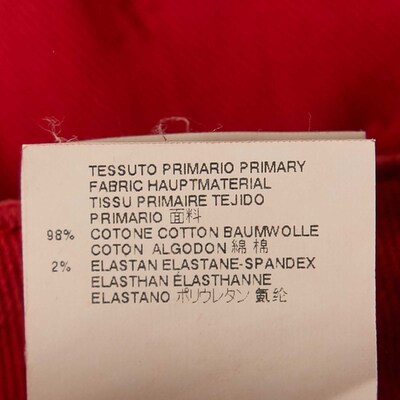 TESSUTO PRIMARIO PRIMARY
FABRIC HAUPTMATERIAL
TISSU PRIMAIRE TEJIDO
PRIMARIO 面料
98% COTONE COTTON BAUMWOLLE
COTON ALGODON 綿 棉
2% ELASTAN ELASTANE-SPANDEX
ELASTHAN ÉLASTHANNE
ELASTANO ポリウレタン 氨纶